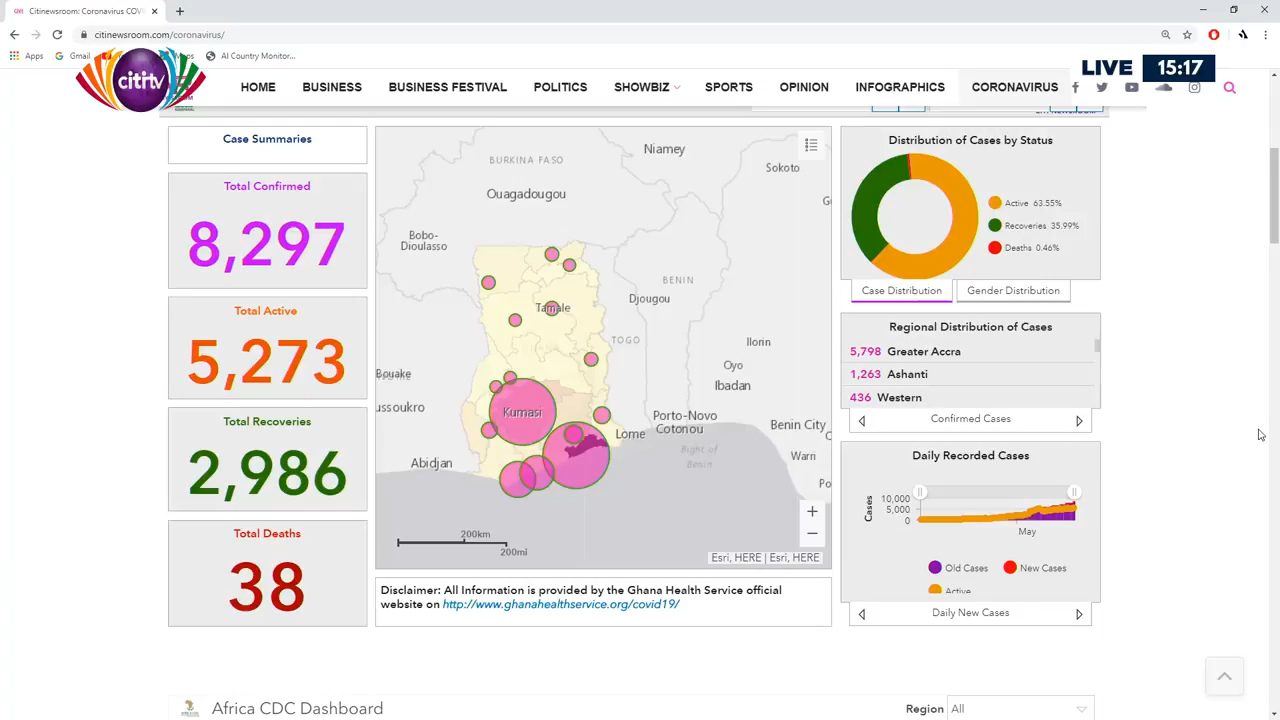 Citinewsroom: Coronavirus COV
citinewsroom.com/coronavirus/
Apps
Gmail
Maps
AI Country Monitor...
cititv
LIVE
15:17
HOME
BUSINESS
BUSINESS FESTIVAL
POLITICS
SHOWBIZ
SPORTS
OPINION
INFOGRAPHICS
CORONAVIRUS
Case Summaries
Total Confirmed
8,297
Total Active
5,273
Total Recoveries
2,986
Total Deaths
38
BURKINA FASO
Niamey
Sokoto
Ouagadougou
Bobo-
Dioulasso
BENIN
Tamale
Djougou
TOGO
Ilorin
Bouake
Oyo
Ibadan
ussoukro
Kumasi
Porto-Novo
Cotonou
Lome
Benin City
Bight of
Benin
Warri
Abidjan
200km
200mi
Esri, HERE | Esri, HERE
Disclaimer: All Information is provided by the Ghana Health Service official
website on http://www.ghanahealthservice.org/covid19/
Distribution of Cases by Status
Active 63.55%
Recoveries 35.99%
Deaths 0.46%
Case Distribution
Gender Distribution
Regional Distribution of Cases
5,798 Greater Accra
1,263 Ashanti
436 Western
Confirmed Cases
Daily Recorded Cases
Cases
10,000
5,000
0
May
Old Cases
New Cases
Active
Daily New Cases
Africa CDC Dashboard
Region
All